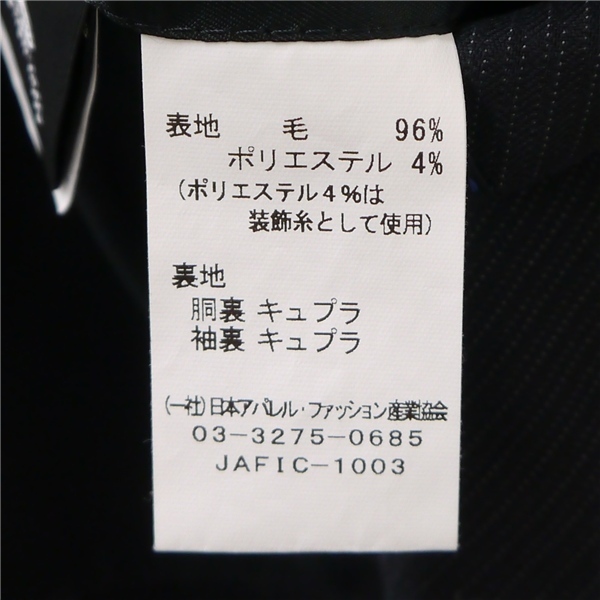 表地 毛 96%
ポリエステル 4%
(ポリエステル4%は
装飾糸として使用)
裏地
胴裏 キュプラ
袖裏 キュプラ
(一社)日本アパレル・ファッション産業協会
03-3275-0685
JAFIC-1003